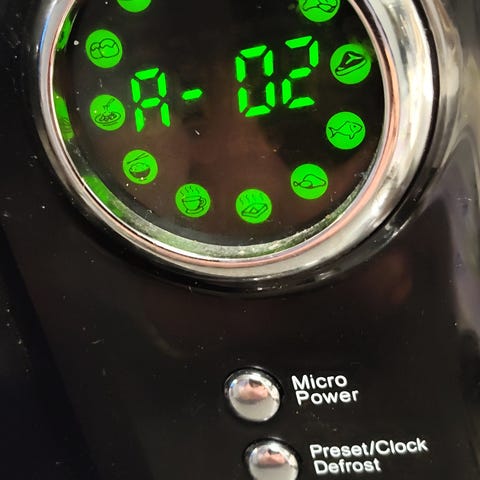 A-02
Micro
Power
Preset/Clock
Defrost